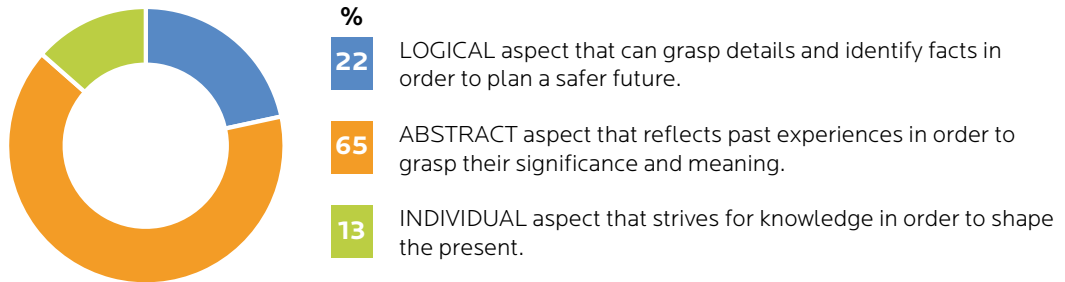 %
22
LOGICAL aspect that can grasp details and identify facts in
order to plan a safer future.
65
ABSTRACT aspect that reflects past experiences in order to
grasp their significance and meaning.
13
INDIVIDUAL aspect that strives for knowledge in order to shape
the present.